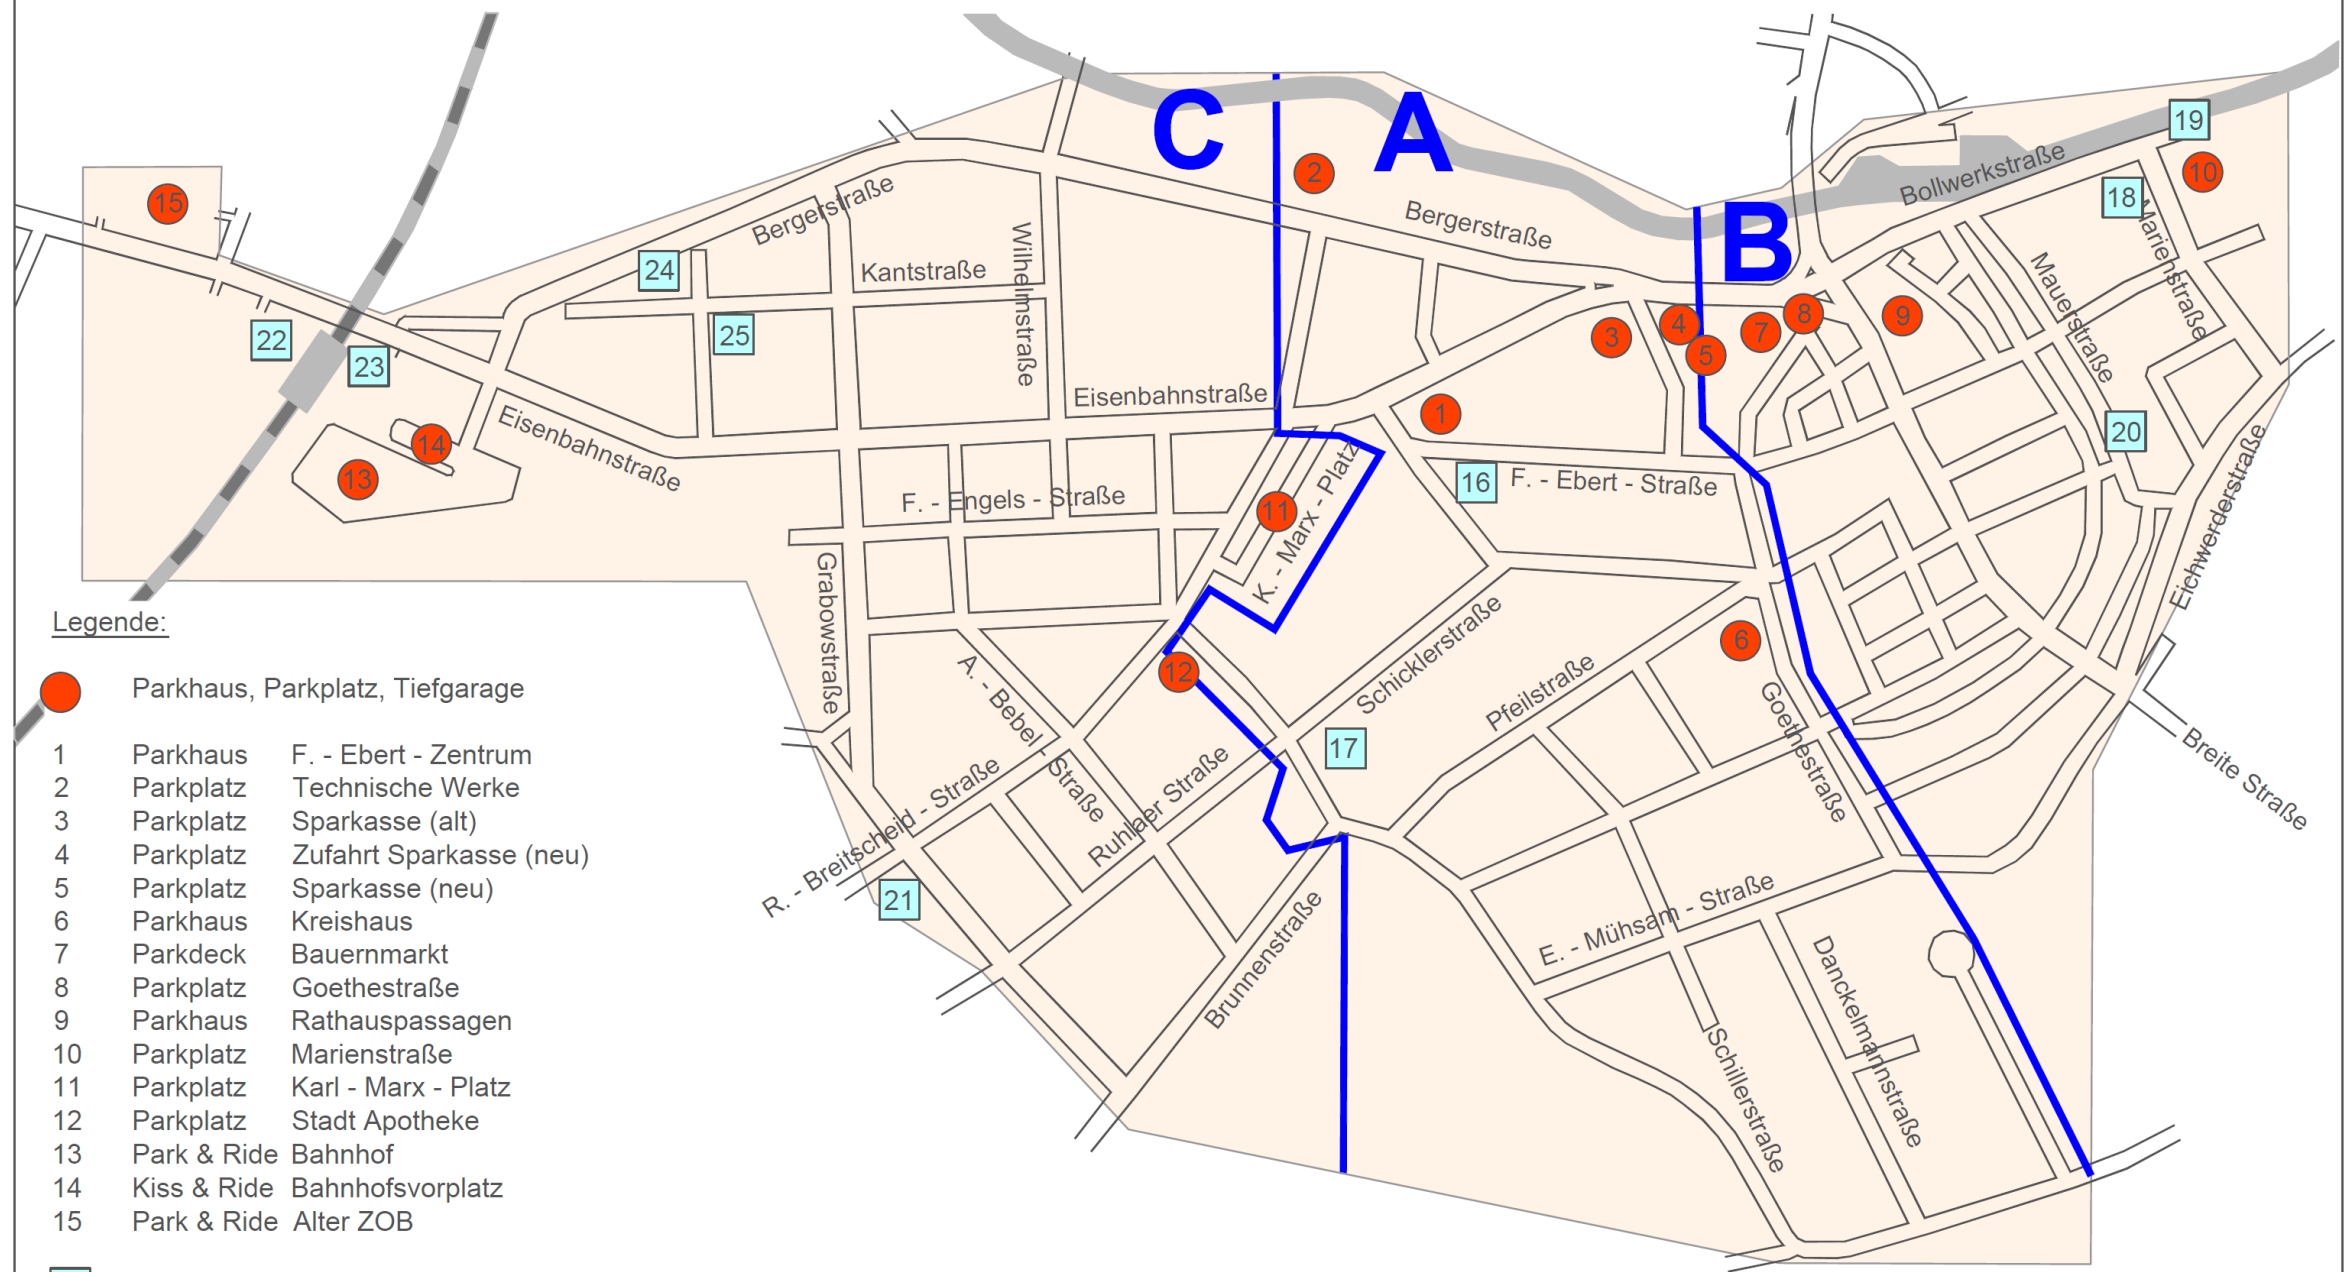 C
A
B
2
19
10
18
15
Bergerstraße
Bergerstraße
Bollwerkstraße
Marienstraße
Marienstraße
Mauerstraße
24
Kantstraße
Wilhelmstraße
22
23
25
3
4
5
7
8
9
Eisenbahnstraße
Eisenbahnstraße
1
20
14
13
F. - Engels - Straße
11
K. - Marx - Platz
16
F. - Ebert - Straße
Eichwerderstraße
Grabowstraße
12
A. - Bebel - Straße
Schicklerstraße
Pfeilstraße
6
Goethestraße
17
Breite Straße
R. - Breitscheid - Straße
Ruhlaer Straße
21
Brunnenstraße
E. - Mühsam - Straße
Danckelmannstraße
Schillerstraße
Legende:
Parkhaus, Parkplatz, Tiefgarage
1 Parkhaus F. - Ebert - Zentrum
2 Parkplatz Technische Werke
3 Parkplatz Sparkasse (alt)
4 Parkplatz Zufahrt Sparkasse (neu)
5 Parkplatz Sparkasse (neu)
6 Parkhaus Kreishaus
7 Parkdeck Bauernmarkt
8 Parkplatz Goethestraße
9 Parkhaus Rathauspassagen
10 Parkplatz Marienstraße
11 Parkplatz Karl - Marx - Platz
12 Parkplatz Stadt Apotheke
13 Park & Ride Bahnhof
14 Kiss & Ride Bahnhofsvorplatz
15 Park & Ride Alter ZOB